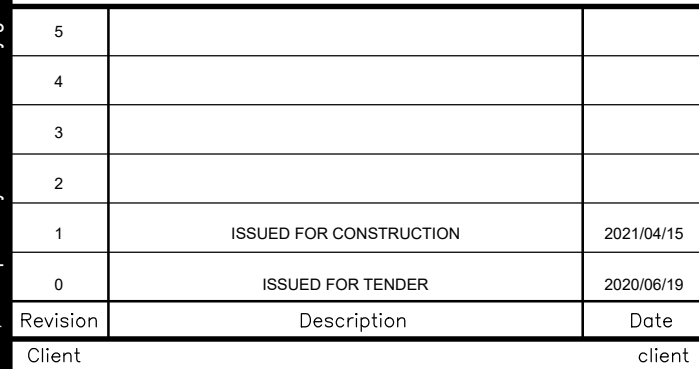 5
4
3
2
1 ISSUED FOR CONSTRUCTION 2021/04/15
0 ISSUED FOR TENDER 2020/06/19
Revision Description Date
Client client